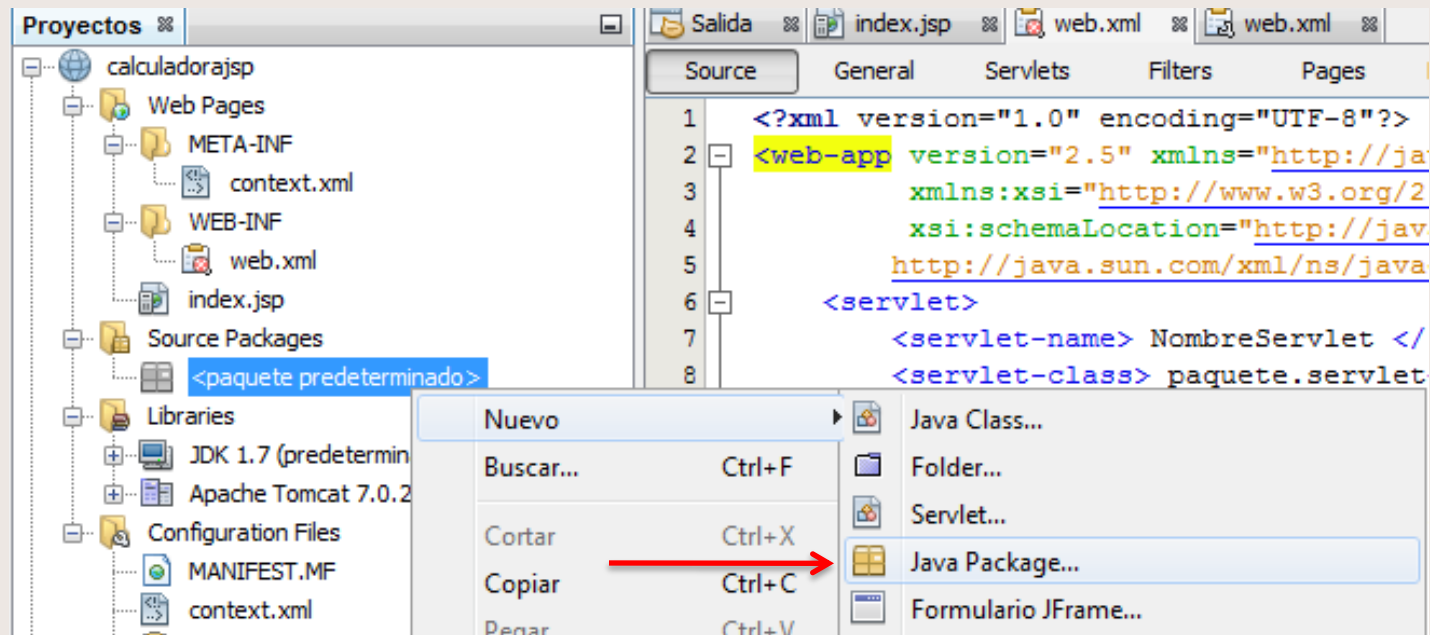 Proyectos
calculadorajsp
Web Pages
META-INF
context.xml
WEB-INF
web.xml
index.jsp
Source Packages
<paquete predeterminado>
Libraries
JDK 1.7 (predetermin
Apache Tomcat 7.0.2
Configuration Files
MANIFEST.MF
context.xml
Salida index.jsp web.xml web.xml
Source General Servlets Filters Pages
1 <?xml version="1.0" encoding="UTF-8"?>
2 <web-app version="2.5" xmlns="http://ja
3 xmlns:xsi="http://www.w3.org/2
4 xsi:schemaLocation="http://jav
5 http://java.sun.com/xml/ns/java
6 <servlet>
7 <servlet-name> NombreServlet </
8 <servlet-class> paquete.servlet
Nuevo
Buscar... Ctrl+F
Cortar Ctrl+X
Copiar Ctrl+C
Pegar Ctrl+V
Java Class...
Folder...
Servlet...
Java Package...
Formulario JFrame...